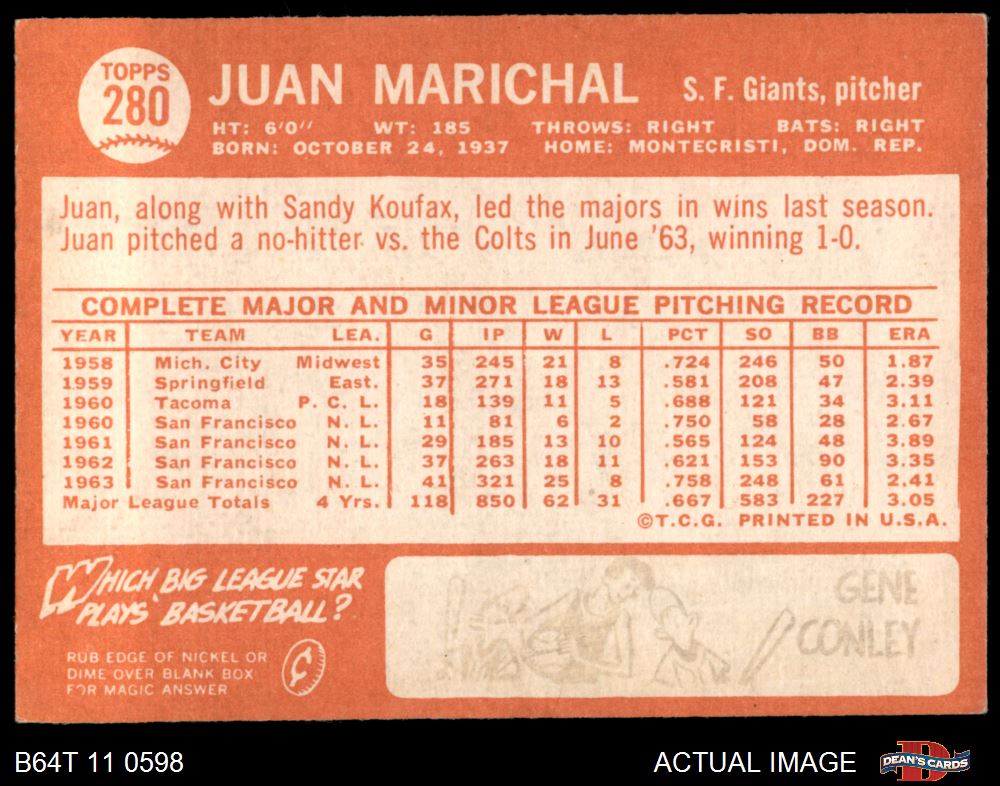 TOPPS
280
JUAN MARICHAL
S. F. Giants, pitcher
HT: 6'0" WT: 185 THROWS: RIGHT BATS: RIGHT
BORN: OCTOBER 24, 1937 HOME: MONTECRISTI, DOM. REP.
Juan, along with Sandy Koufax, led the majors in wins last season.
Juan pitched a no-hitter vs. the Colts in June '63, winning 1-0.
COMPLETE MAJOR AND MINOR LEAGUE PITCHING RECORD
YEAR TEAM LEA. G IP W L PCT SO BB ERA
1958 Mich. City Midwest 35 245 21 8 .724 246 50 1.87
1959 Springfield East. 37 271 18 13 .581 208 47 2.39
1960 Tacoma P. C. L. 18 139 11 5 .688 121 34 3.11
1960 San Francisco N. L. 11 81 6 2 .750 58 28 2.67
1961 San Francisco N. L. 29 185 13 10 .565 124 48 3.89
1962 San Francisco N. L. 37 263 18 11 .621 153 90 3.35
1963 San Francisco N. L. 41 321 25 8 .758 248 61 2.41
Major League Totals 4 Yrs. 118 850 62 31 .667 583 227 3.05
©T.C.G. PRINTED IN U.S.A.
WHICH BIG LEAGUE STAR
PLAYS BASKETBALL?
RUB EDGE OF NICKEL OR
DIME OVER BLANK BOX
FOR MAGIC ANSWER
¢
GENE
CONLEY
B64T 11 0598
ACTUAL IMAGE
D
DEAN'S CARDS